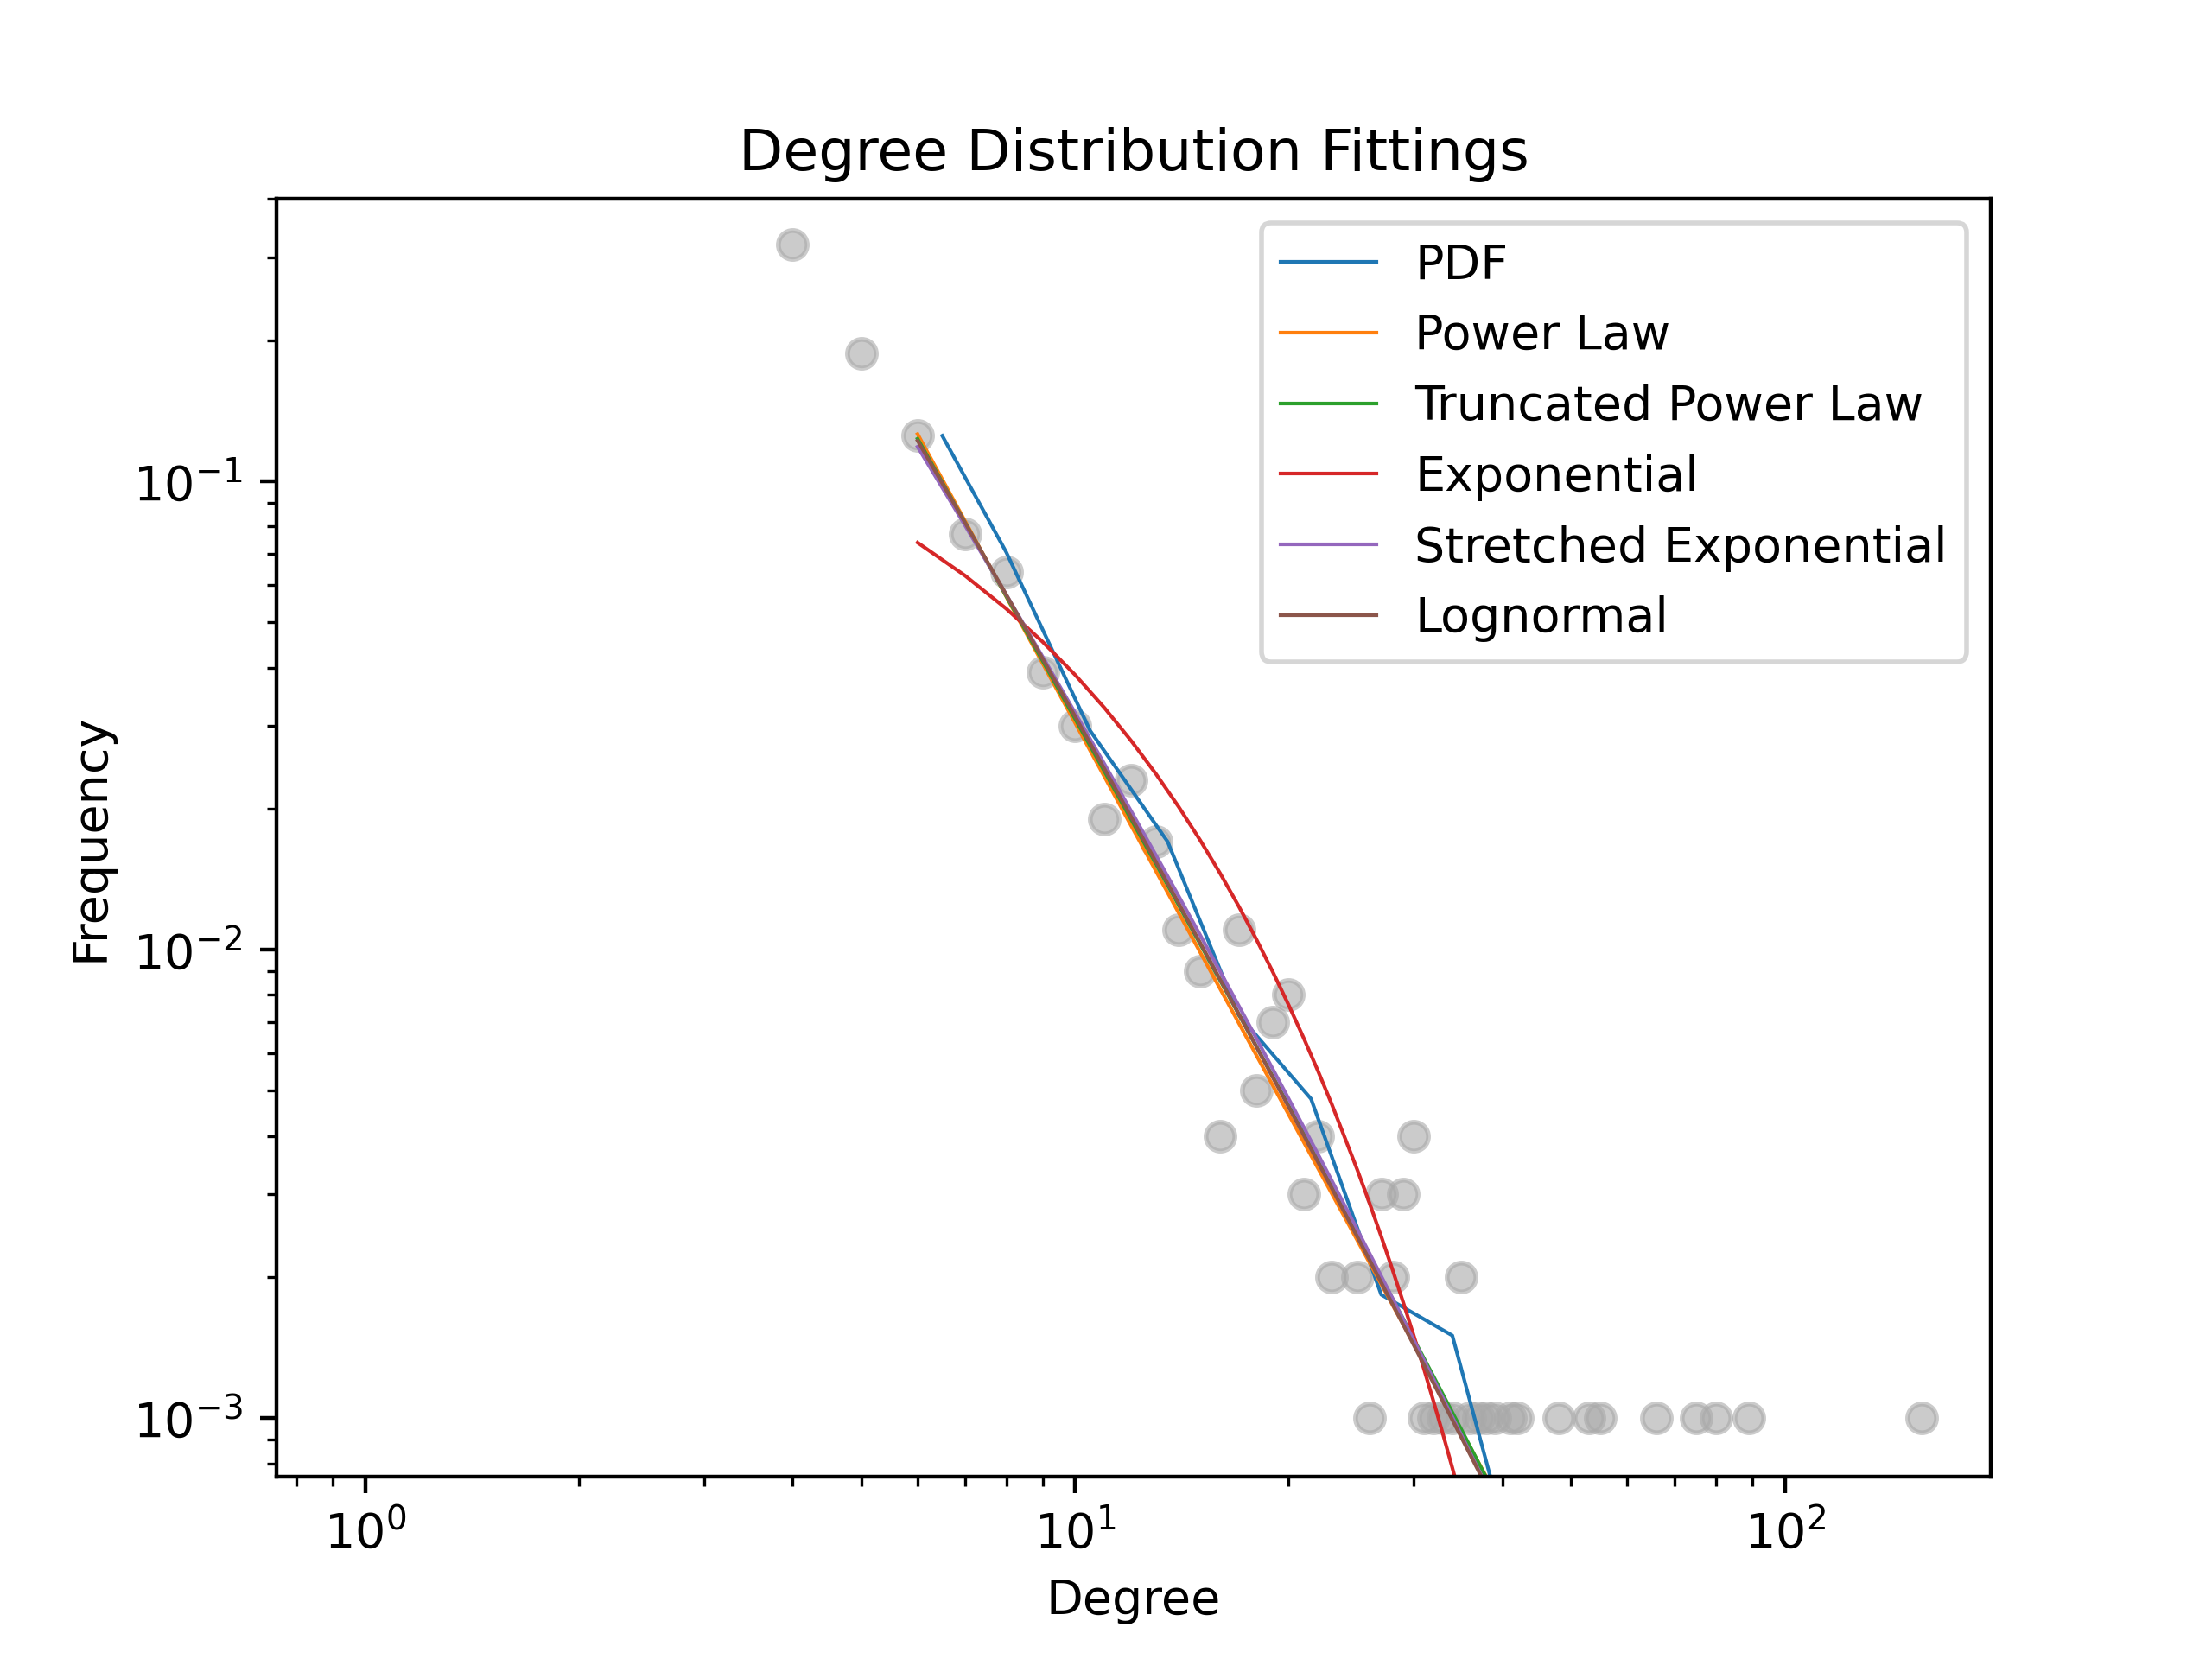 Degree Distribution Fittings
PDF
Power Law
Truncated Power Law
Exponential
Stretched Exponential
Lognormal
Frequency
10⁻¹
10⁻²
10⁻³
10⁰
10¹
10²
Degree